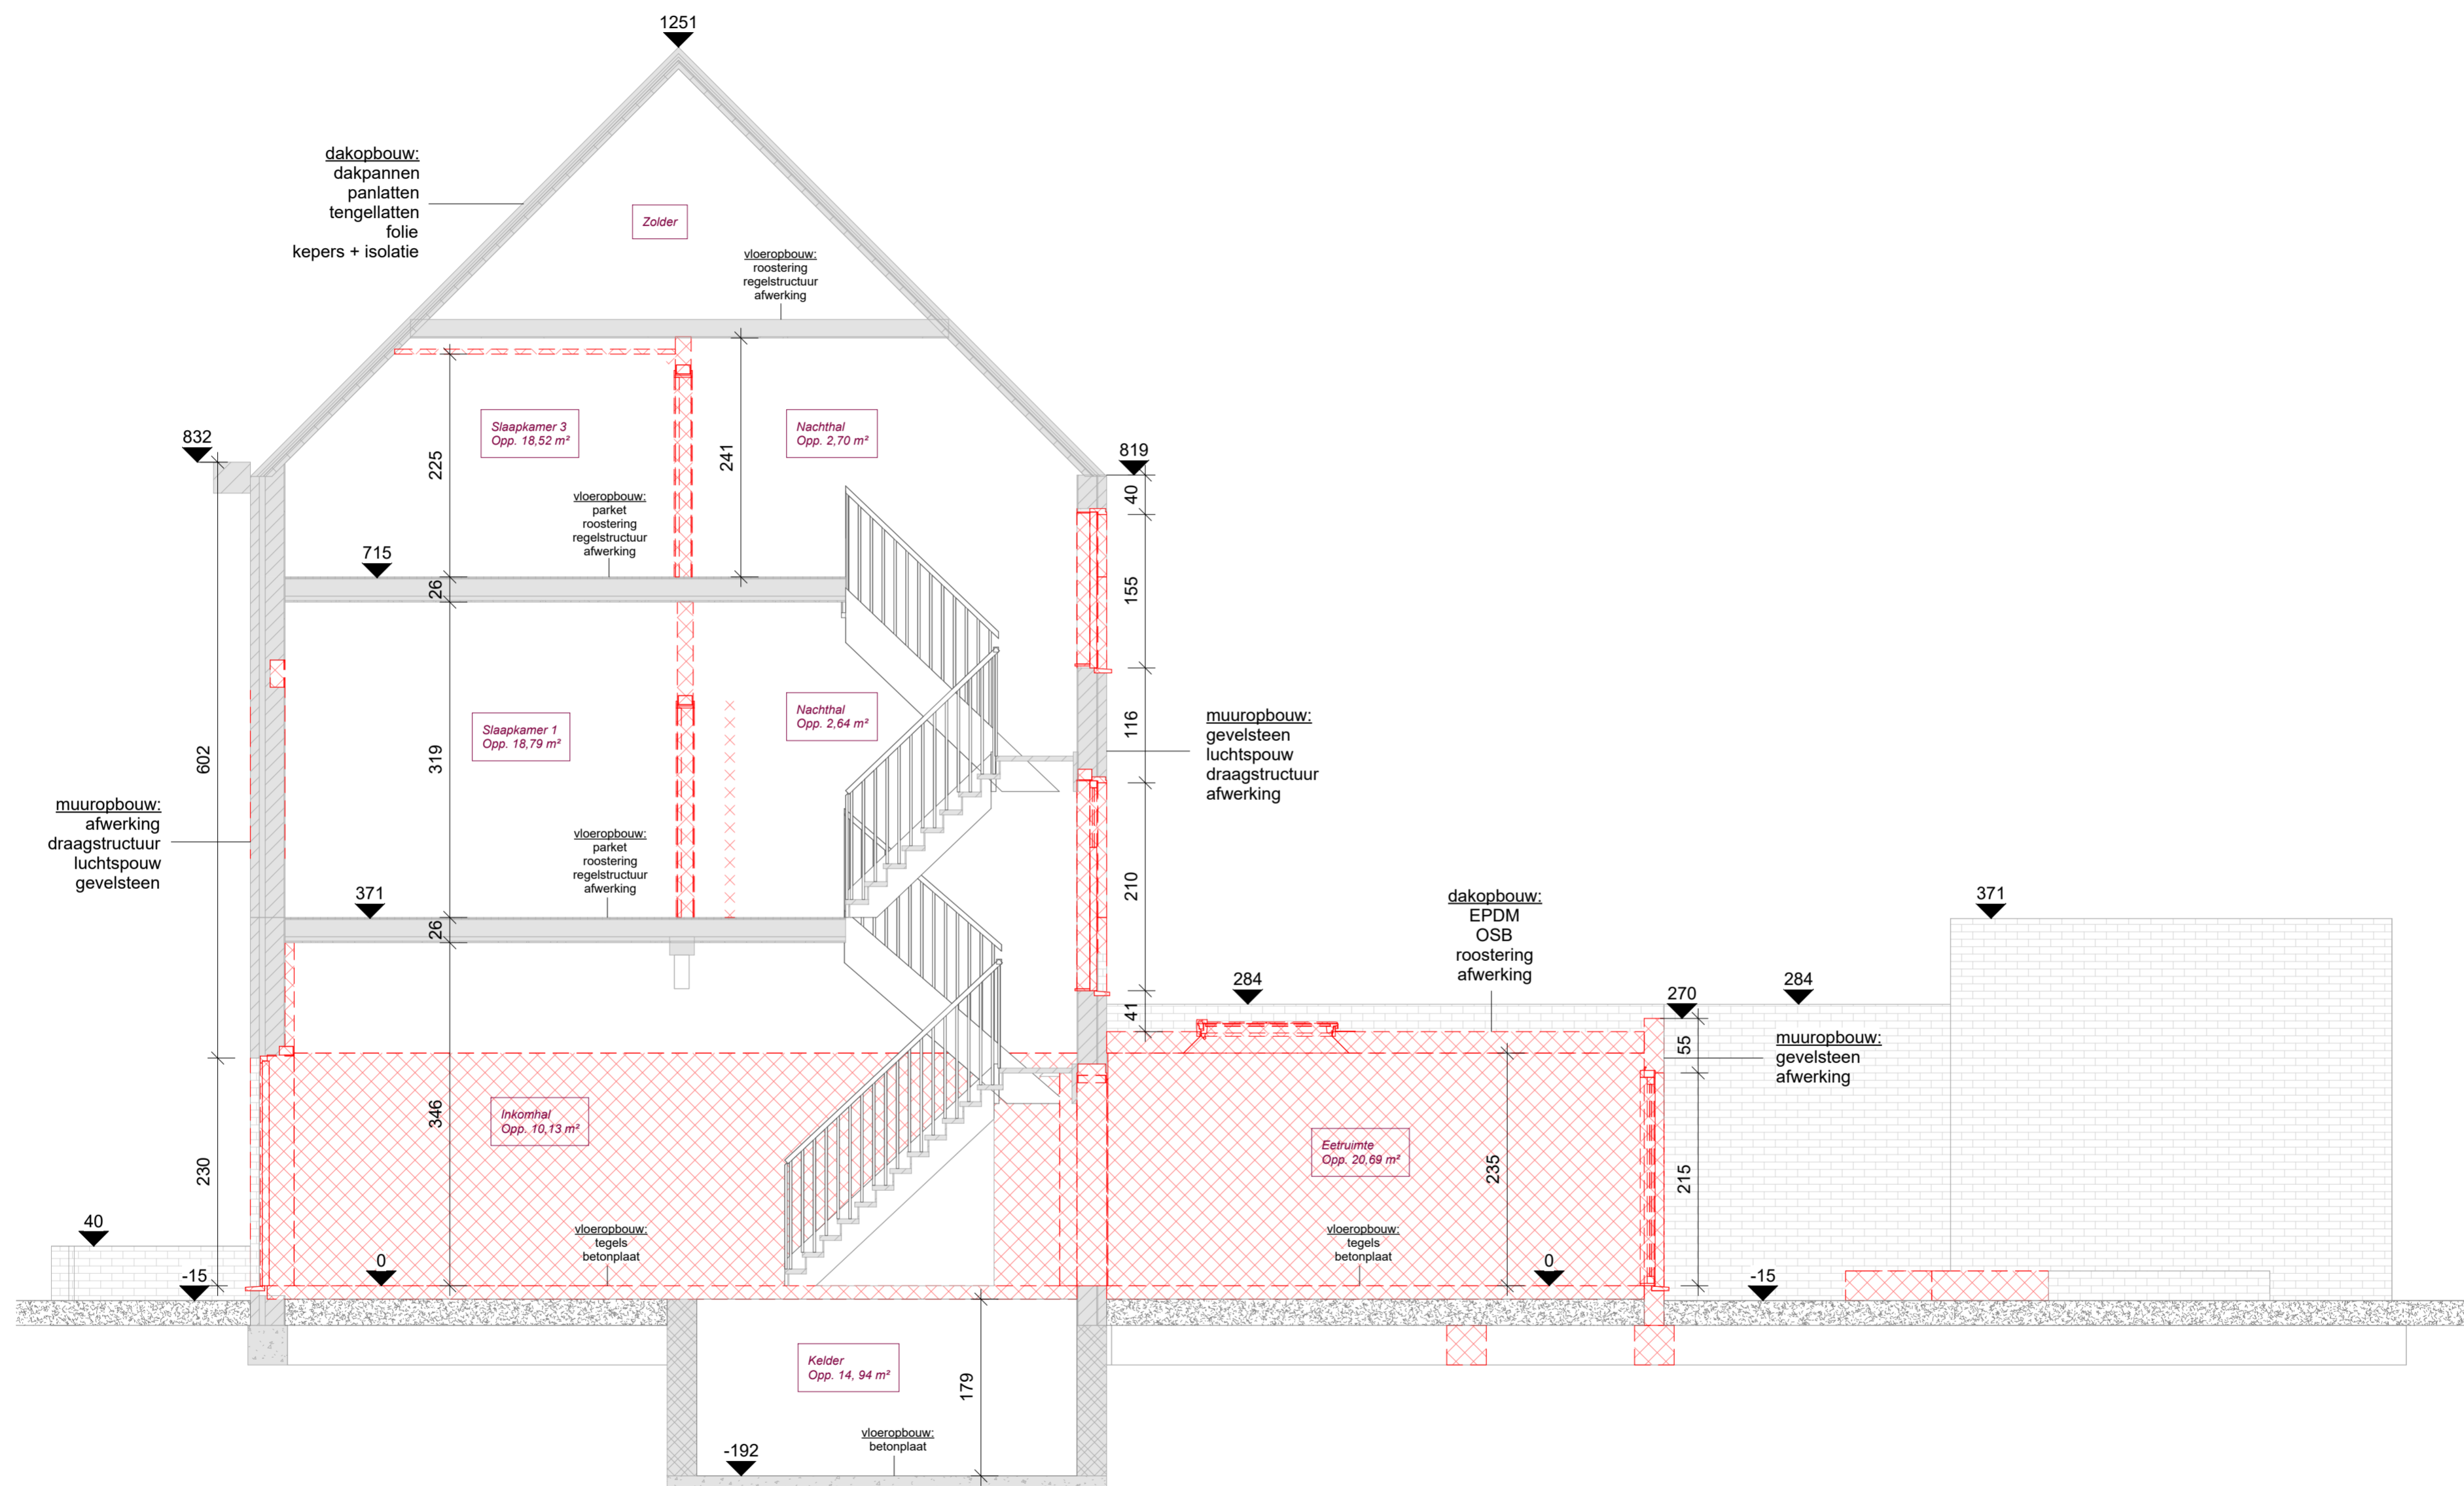 1251
dakopbouw:
dakpannen
panlatten
tengellatten
folie
kepers + isolatie
Zolder
vloeropbouw:
roostering
regelstructuur
afwerking
832
819
Slaapkamer 3
Opp. 18,52 m²
Nachthal
Opp. 2,70 m²
225
241
40
vloeropbouw:
parket
roostering
regelstructuur
afwerking
715
26
155
Slaapkamer 1
Opp. 18,79 m²
Nachthal
Opp. 2,64 m²
602
319
116
muuropbouw:
gevelsteen
luchtspouw
draagstructuur
afwerking
muuropbouw:
afwerking
draagstructuur
luchtspouw
gevelsteen
vloeropbouw:
parket
roostering
regelstructuur
afwerking
371
26
210
dakopbouw:
EPDM
OSB
roostering
afwerking
371
284
270
284
41
55
muuropbouw:
gevelsteen
afwerking
Inkomhal
Opp. 10,13 m²
346
230
Eetruimte
Opp. 20,69 m²
235
215
40
vloeropbouw:
tegels
betonplaat
vloeropbouw:
tegels
betonplaat
-15
0
0
-15
Kelder
Opp. 14, 94 m²
179
-192
vloeropbouw:
betonplaat